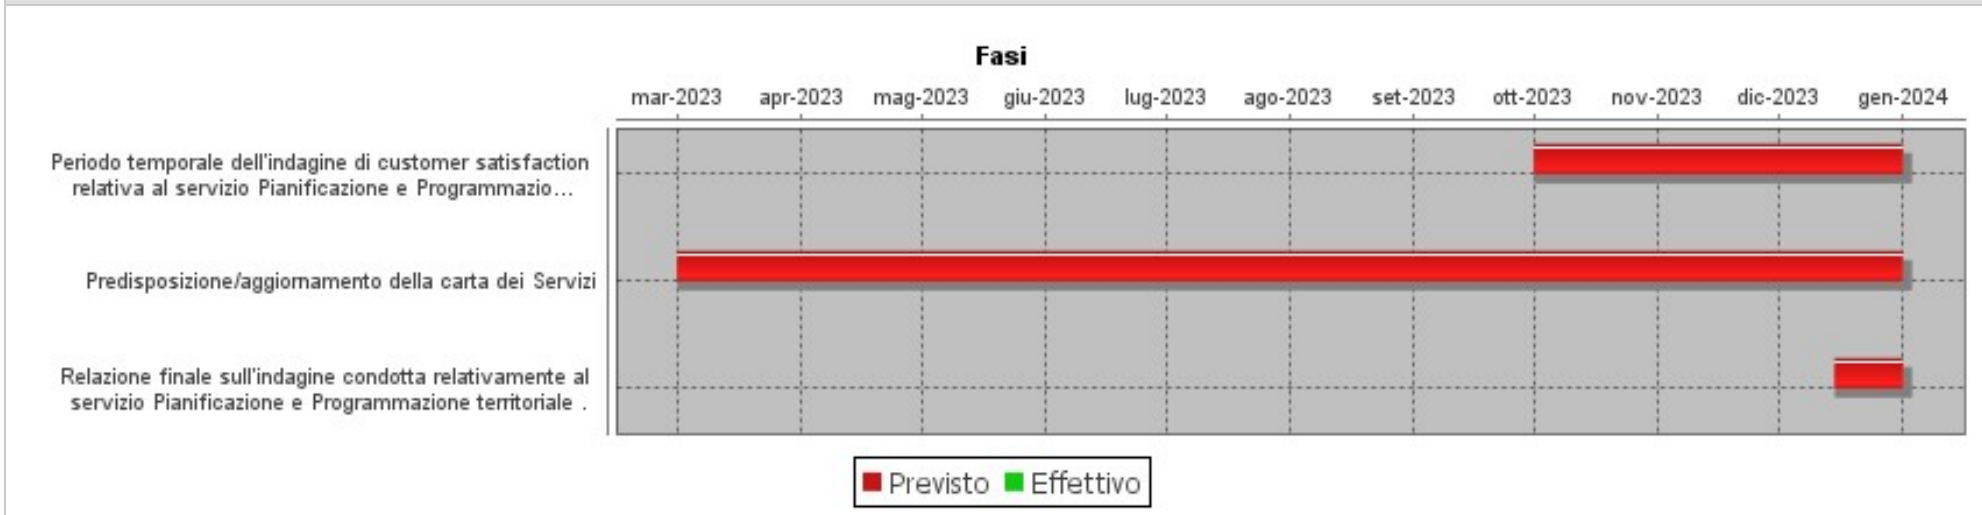 Fasi
mar-2023 apr-2023 mag-2023 giu-2023 lug-2023 ago-2023 set-2023 ott-2023 nov-2023 dic-2023 gen-2024
Periodo temporale dell'indagine di customer satisfaction
relativa al servizio Pianificazione e Programmazio...
Predisposizione/aggiornamento della carta dei Servizi
Relazione finale sull'indagine condotta relativamente al
servizio Pianificazione e Programmazione territoriale .
Previsto Effettivo